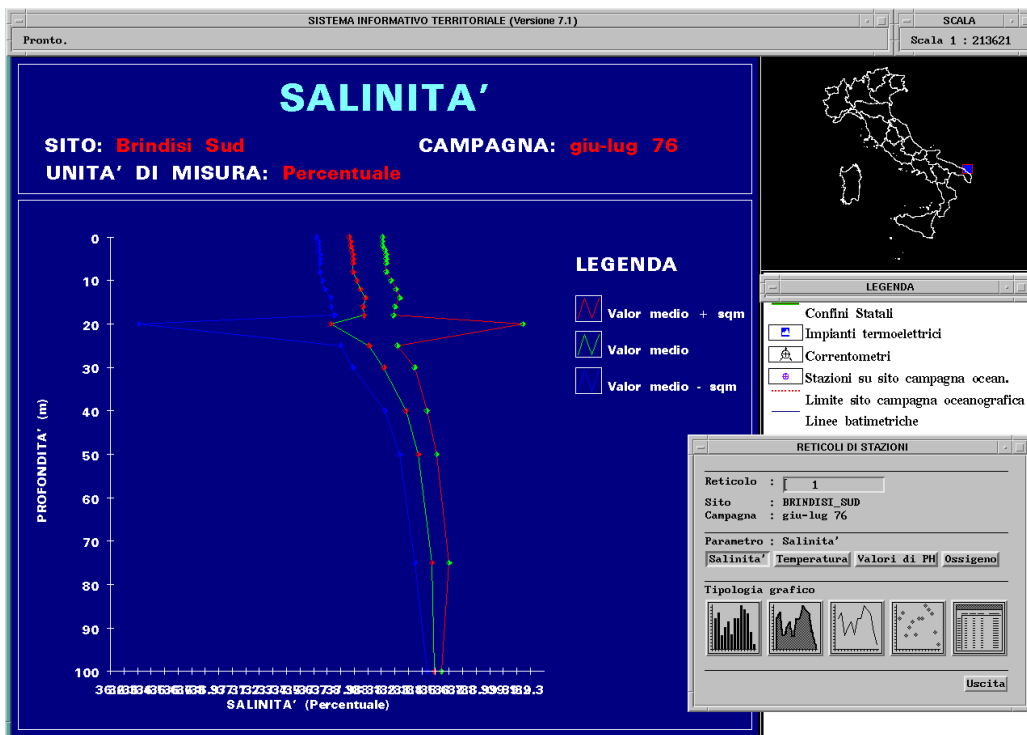 SISTEMA INFORMATIVO TERRITORIALE (Versione 7.1)
Pronto.
SCALA
Scala 1 : 213621
SALINITA'
SITO: Brindisi Sud
CAMPAGNA: giu-lug 76
UNITA' DI MISURA: Percentuale
0
10
20
30
40
50
60
70
80
90
100
PROFONDITA' (m)
SALINITA' (Percentuale)
LEGENDA
Valor medio + sqm
Valor medio
Valor medio - sqm
LEGENDA
Confini Statali
Impianti termoelettrici
Correntometri
Stazioni su sito campagna ocean.
Limite sito campagna oceanografica
Linee batimetriche
RETICOLI DI STAZIONI
Reticolo : 1
Sito : BRINDISI_SUD
Campagna : giu-lug 76
Parametro : Salinita'
Salinita' Temperatura Valori di PH Ossigeno
Tipologia grafico
Uscita